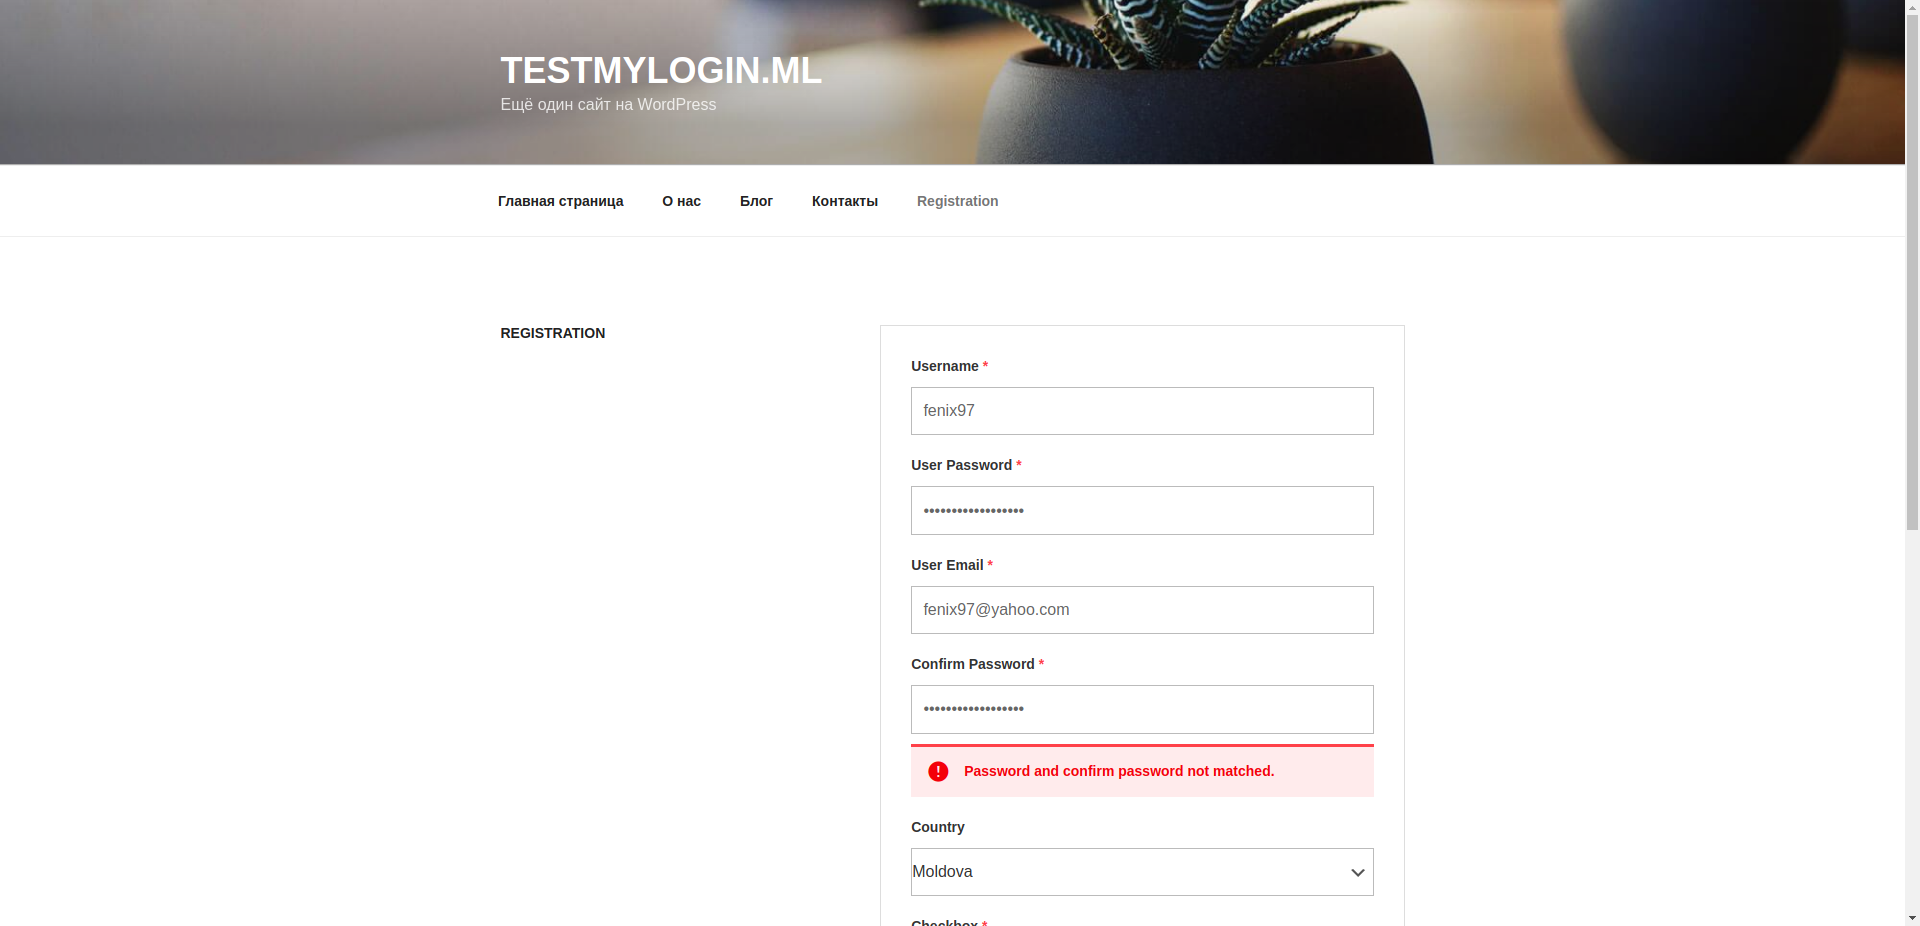 TESTMYLOGIN.ML
Ещё один сайт на WordPress
Главная страница О нас Блог Контакты Registration
REGISTRATION
Username *
fenix97
User Password *
••••••••••••••••••
User Email *
fenix97@yahoo.com
Confirm Password *
••••••••••••••••••
Password and confirm password not matched.
Country
Moldova
Checkbox *